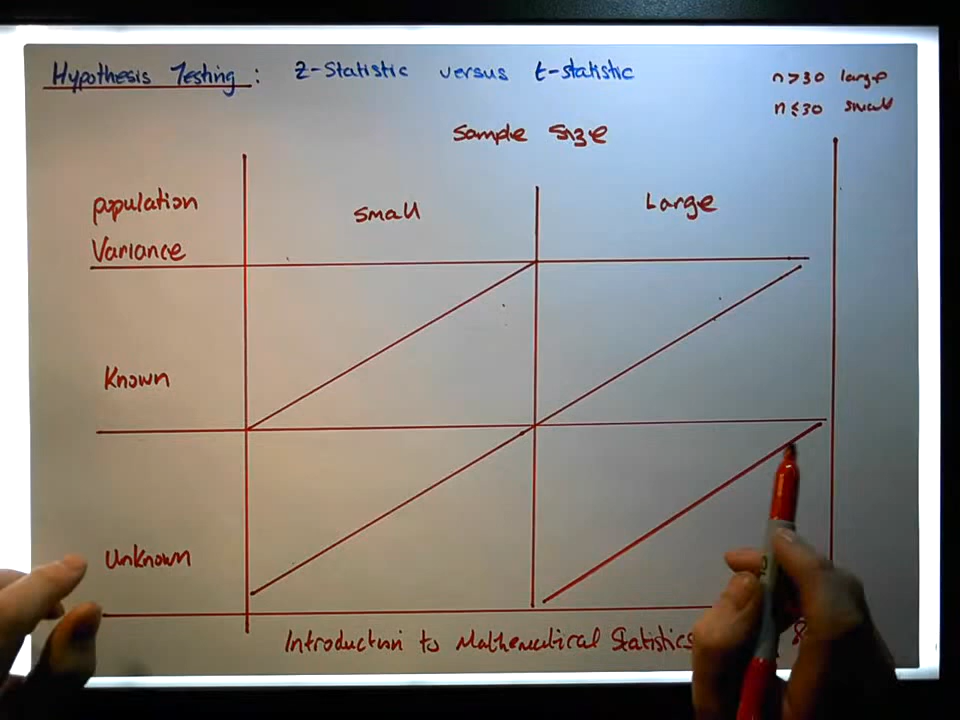 Hypothesis Testing: Z-Statistic versus t-statistic
n>30 large
n≤30 small
Sample Size
population Variance
Small
Large
Known
Unknown
Introduction to Mathematical Statistics
8